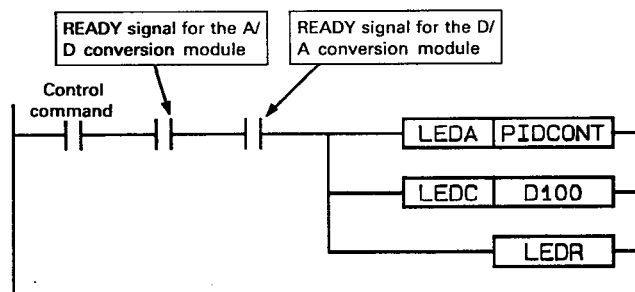 READY signal for the A/
D conversion module
READY signal for the D/
A conversion module
Control
command
LEDA PIDCONT
LEDC D100
LEDR